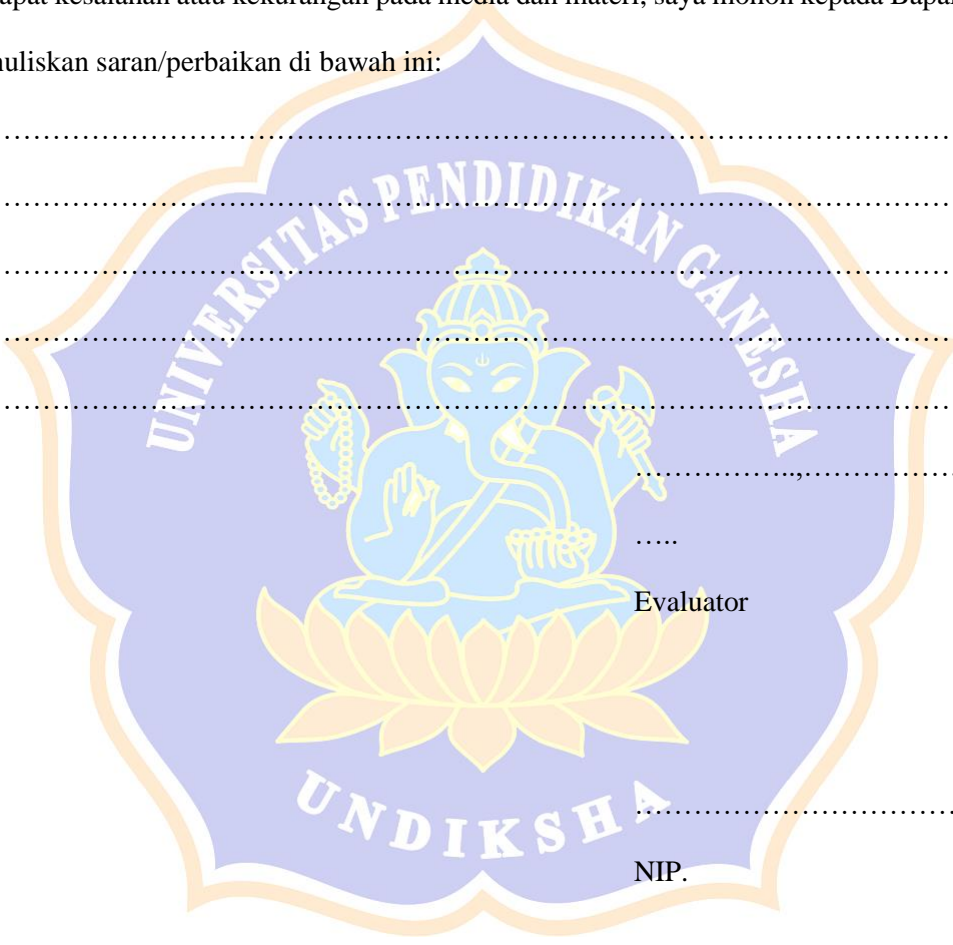 dapat kesalahan atau kekurangan pada media dan materi, saya mohon kepada
nuliskan saran/perbaikan di bawah ini:
……………………………………………………………………………………
……………………………………………………………………………………
……………………………………………………………………………………
……………………………………………………………………………………
……………………………………………………………………………………
UNIVERSITAS PENDIDIKAN GANESHA
……………..,……………
…..
Evaluator
UNDIKSHA
……………………………
NIP.